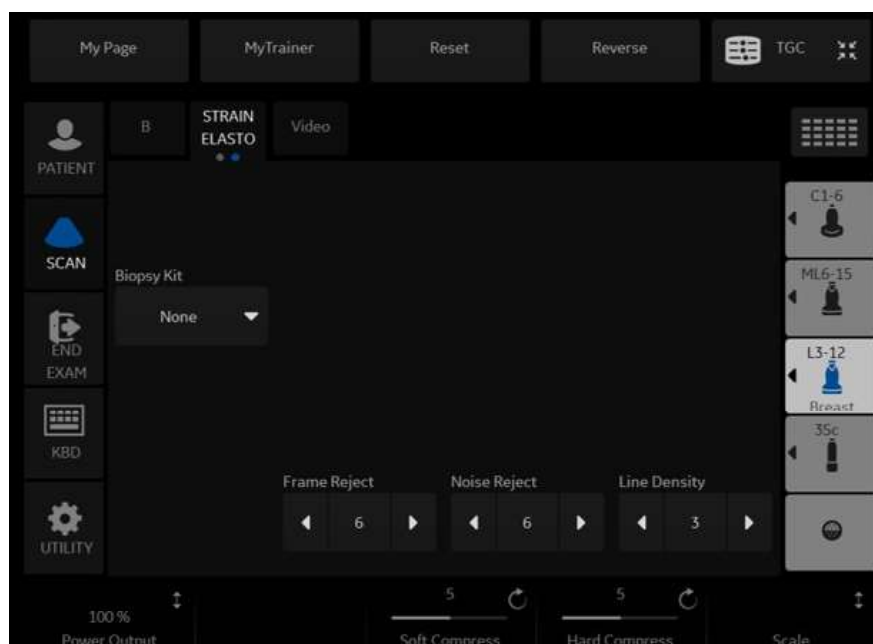 My Page
MyTrainer
Reset
Reverse
TGC
PATIENT
B
STRAIN
ELASTO
Video
C1-6
SCAN
Biopsy Kit
None
ML6-15
END
EXAM
L3-12
Breast
KBD
3Sc
Frame Reject
Noise Reject
Line Density
6
6
3
UTILITY
100 %
5
5
Power Output
Soft Compress
Hard Compress
Scale